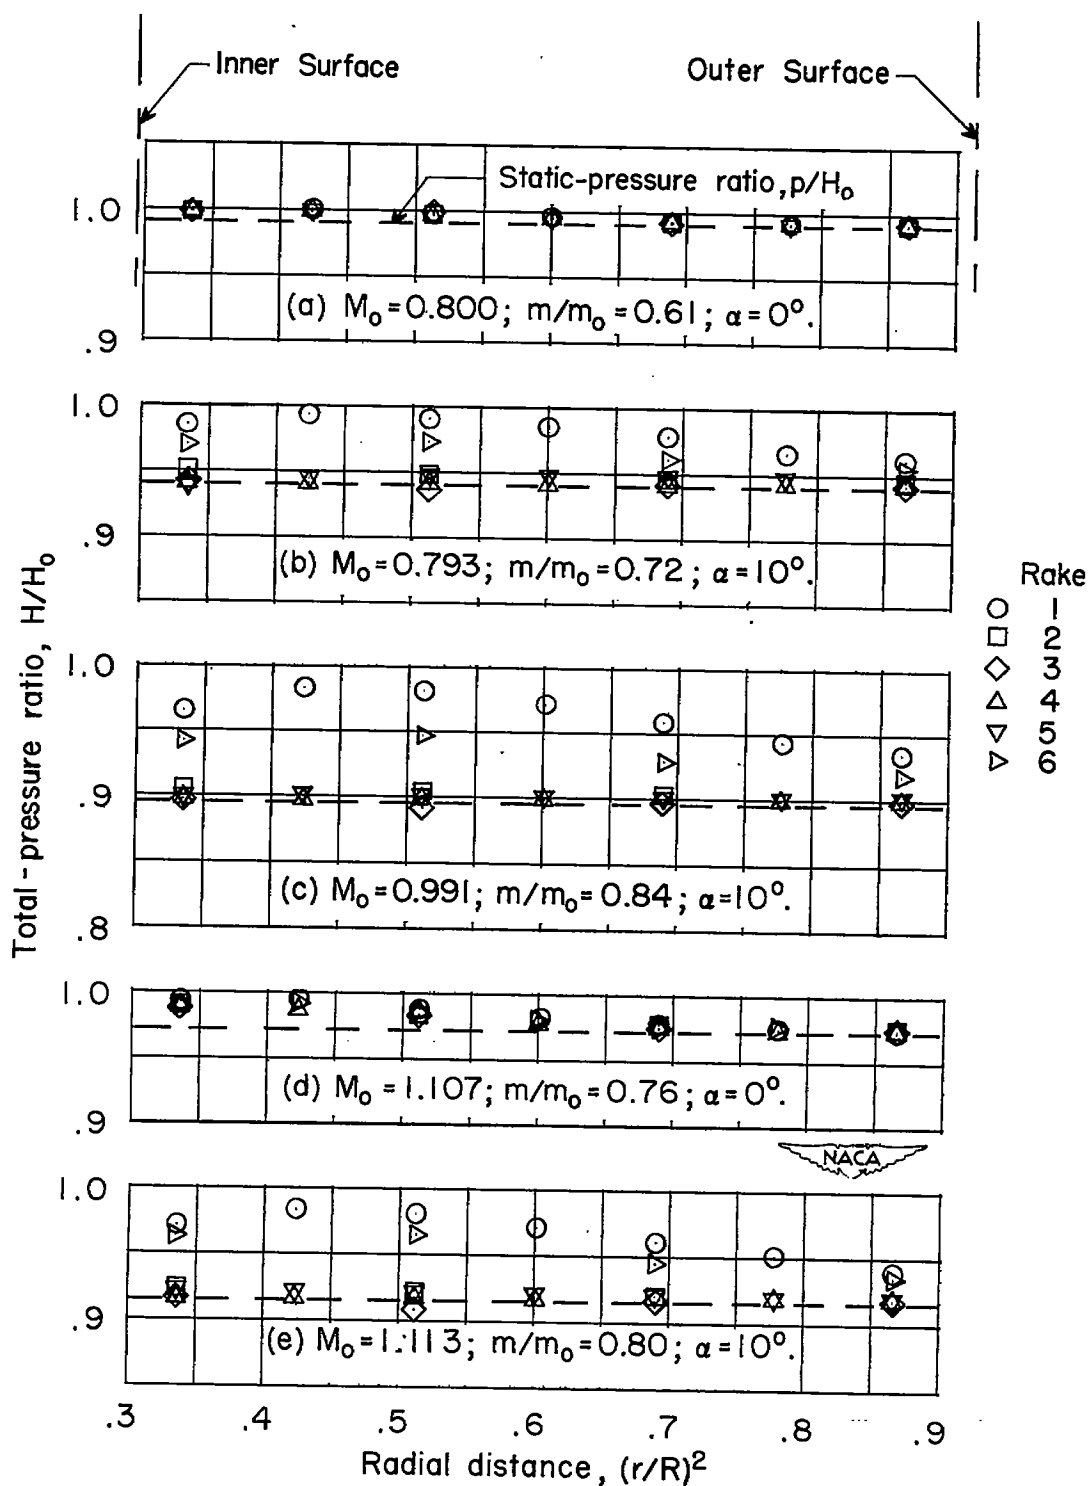 Inner Surface
Outer Surface
Static-pressure ratio, p/H₀
1.0
.9
(a) M₀=0.800; m/m₀=0.61; α=0°.
1.0
.9
(b) M₀=0.793; m/m₀=0.72; α=10°.
1.0
.9
.8
(c) M₀=0.991; m/m₀=0.84; α=10°.
1.0
.9
(d) M₀=1.107; m/m₀=0.76; α=0°.
NACA
1.0
.9
(e) M₀=1.113; m/m₀=0.80; α=10°.
.3 .4 .5 .6 .7 .8 .9
Radial distance, (r/R)²
Total-pressure ratio, H/H₀
Rake
1
2
3
4
5
6